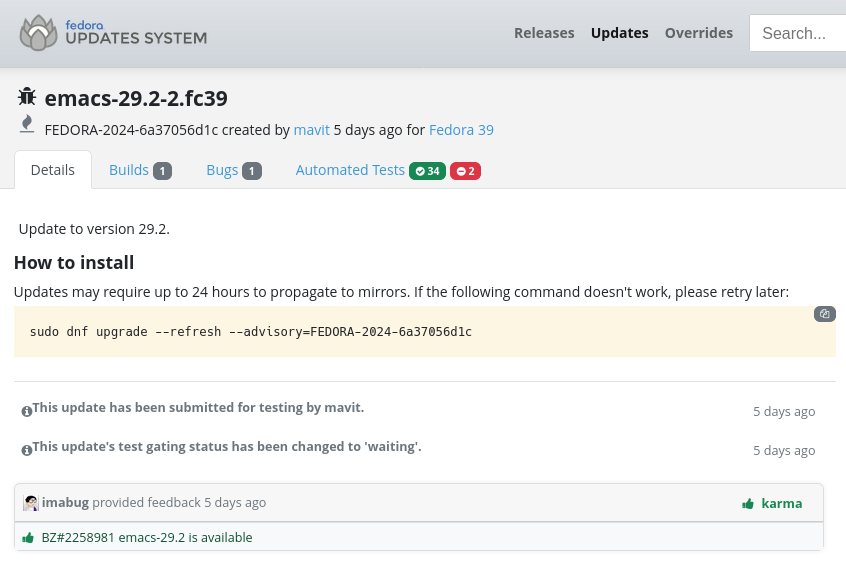 fedora
UPDATES SYSTEM
Releases Updates Overrides Search...
emacs-29.2-2.fc39
FEDORA-2024-6a37056d1c created by mavit 5 days ago for Fedora 39
Details Builds 1 Bugs 1 Automated Tests 34 2
Update to version 29.2.
How to install
Updates may require up to 24 hours to propagate to mirrors. If the following command doesn't work, please retry later:
sudo dnf upgrade --refresh --advisory=FEDORA-2024-6a37056d1c
This update has been submitted for testing by mavit. 5 days ago
This update's test gating status has been changed to 'waiting'. 5 days ago
imabug provided feedback 5 days ago karma
BZ#2258981 emacs-29.2 is available